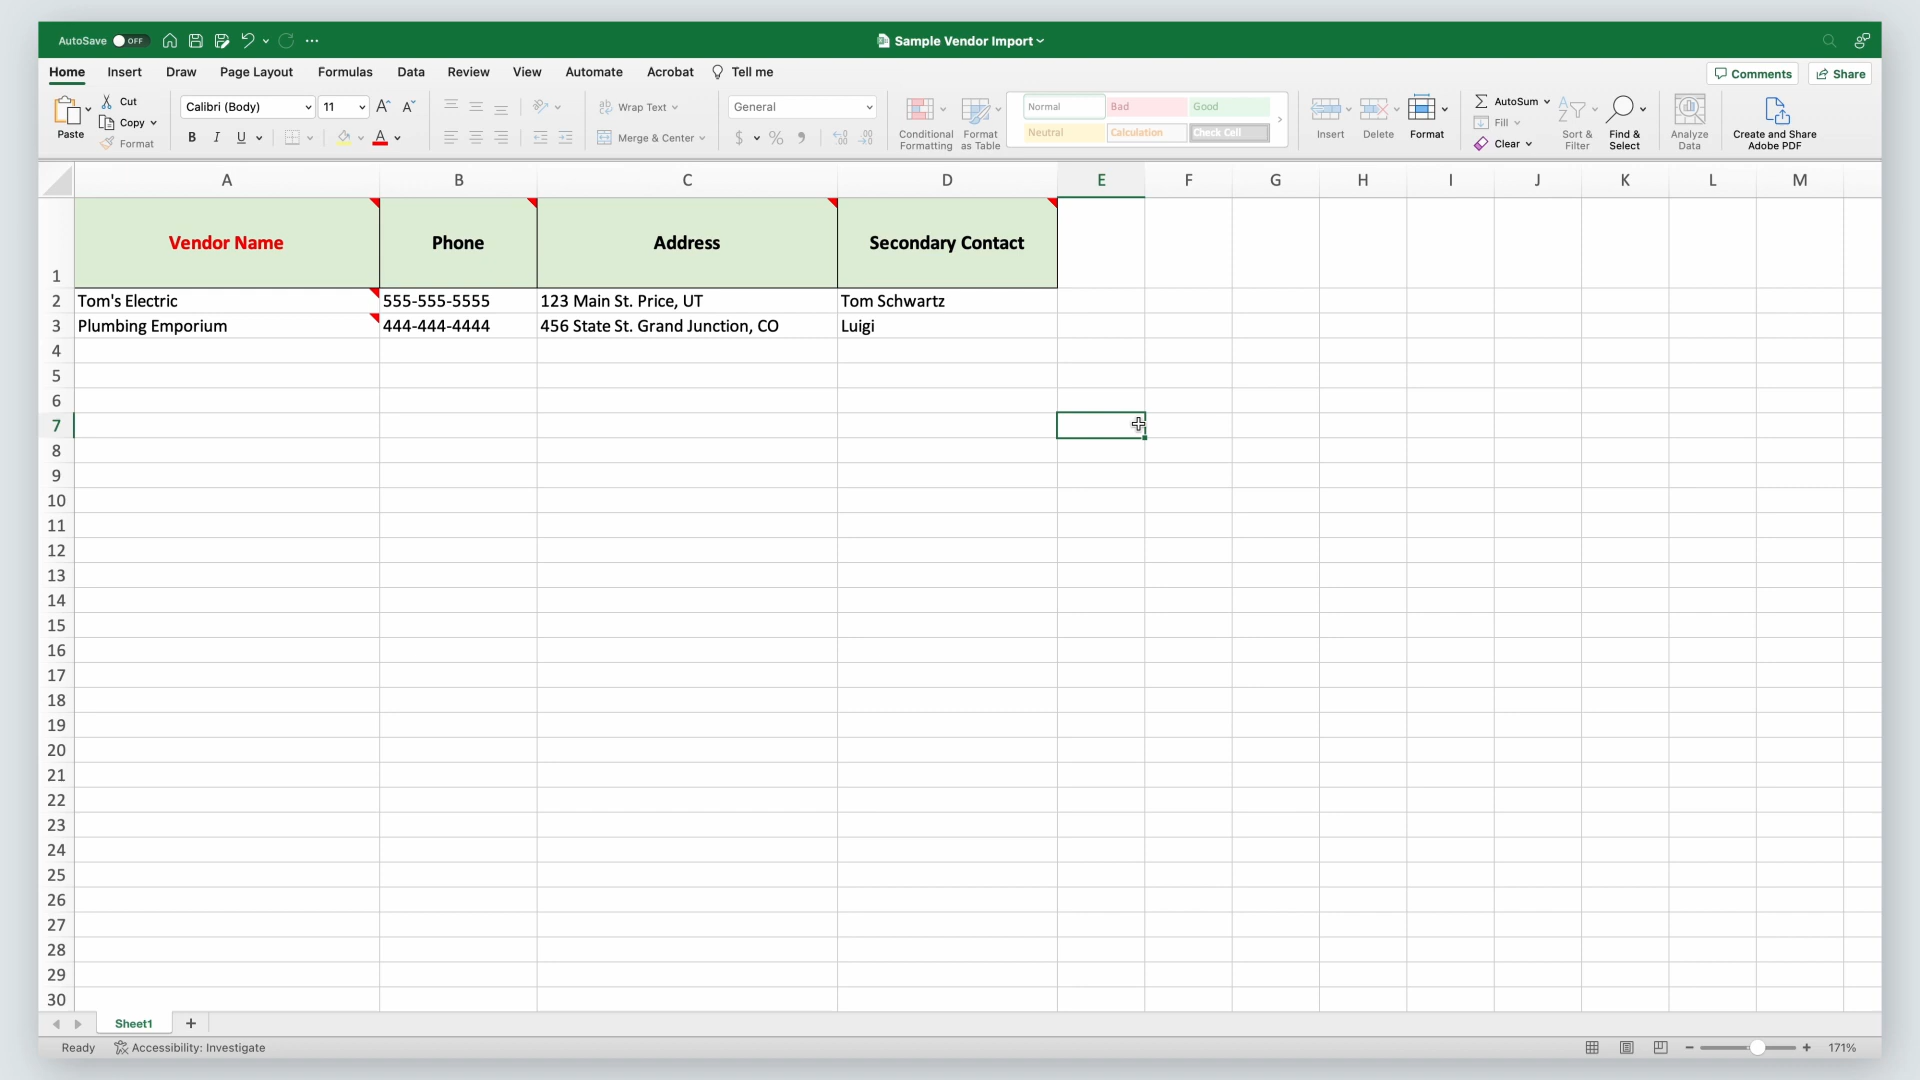 AutoSave OFF
Sample Vendor Import
Home Insert Draw Page Layout Formulas Data Review View Automate Acrobat Tell me
Comments Share
Paste
Cut
Copy
Format
Calibri (Body) 11
B I U
Wrap Text
Merge & Center
General
Conditional Formatting
Format as Table
Normal Bad Good
Neutral Calculation Check Cell
Insert Delete Format
AutoSum
Fill
Clear
Sort & Filter
Find & Select
Analyze Data
Create and Share Adobe PDF
A B C D E F G H I J K L M
1 Vendor Name Phone Address Secondary Contact
2 Tom's Electric 555-555-5555 123 Main St. Price, UT Tom Schwartz
3 Plumbing Emporium 444-444-4444 456 State St. Grand Junction, CO Luigi
4
5
6
7
8
9
10
11
12
13
14
15
16
17
18
19
20
21
22
23
24
25
26
27
28
29
30
Sheet1
Ready Accessibility: Investigate
171%